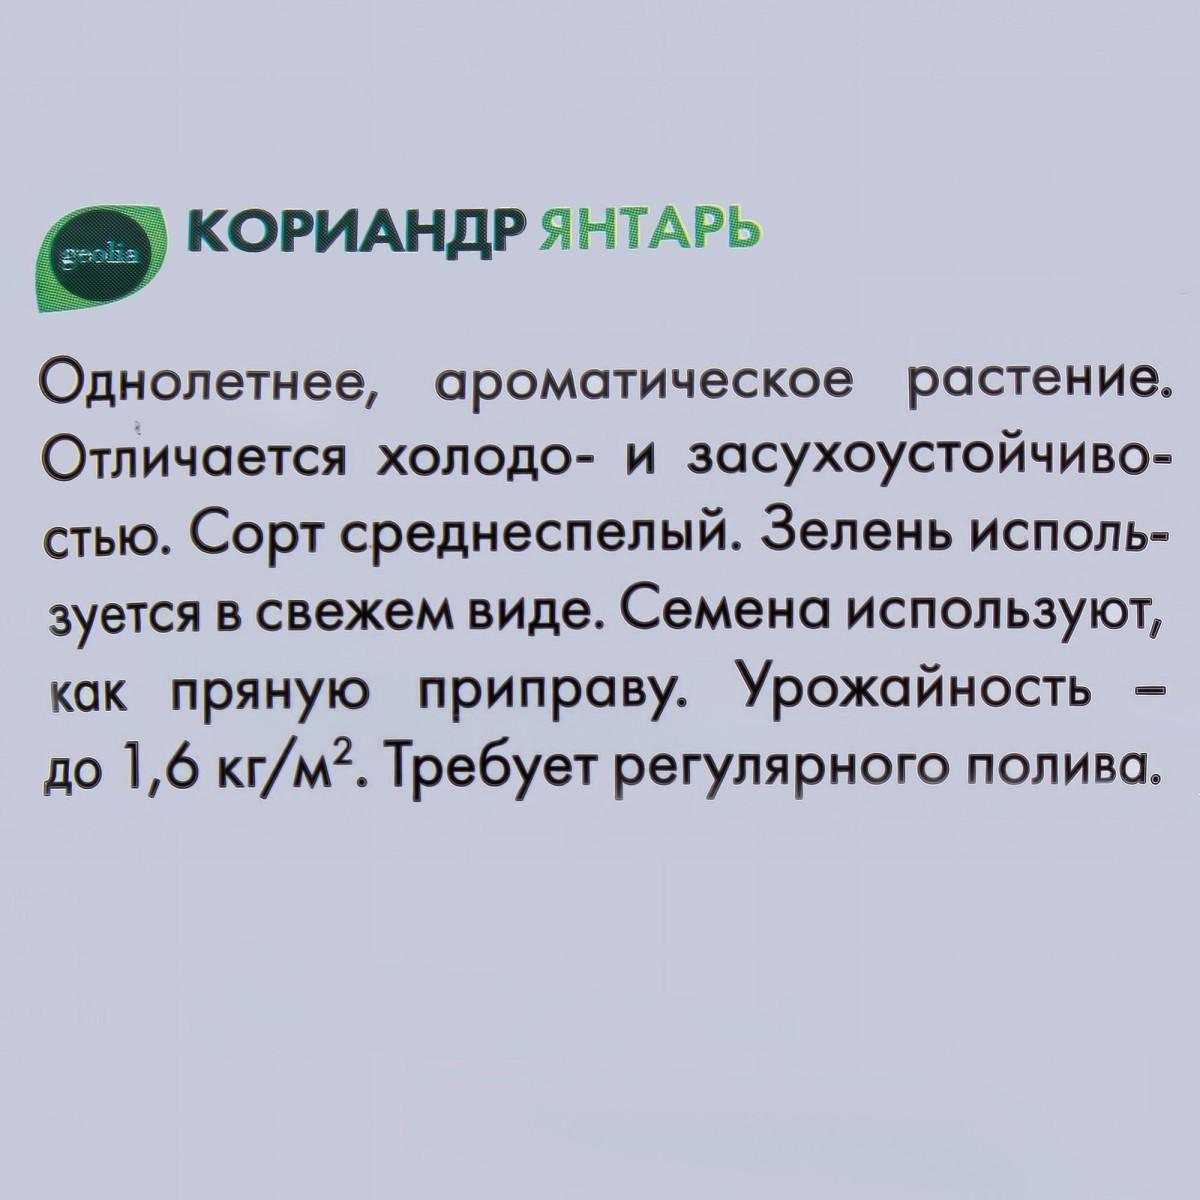 geolia
КОРИАНДР ЯНТАРЬ
Однолетнее, ароматическое растение.
Отличается холодо- и засухоустойчиво-
стью. Сорт среднеспелый. Зелень исполь-
зуется в свежем виде. Семена используют,
как пряную приправу. Урожайность –
до 1,6 кг/м². Требует регулярного полива.